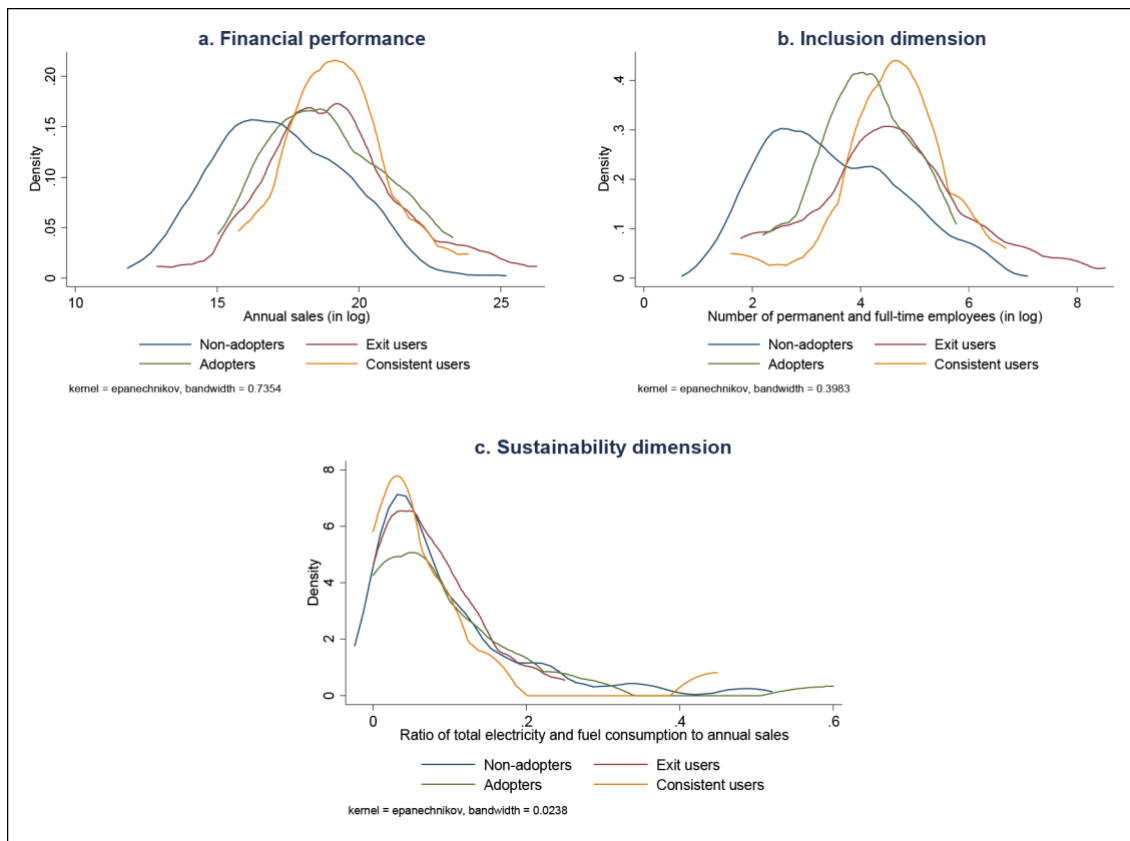 a. Financial performance
Density
0 .05 .10 .15 .20
10 15 20 25
Annual sales (in log)
Non-adopters Exit users
Adopters Consistent users
kernel = epanechnikov, bandwidth = 0.7354
b. Inclusion dimension
Density
0 .1 .2 .3 .4
0 2 4 6 8
Number of permanent and full-time employees (in log)
Non-adopters Exit users
Adopters Consistent users
kernel = epanechnikov, bandwidth = 0.3983
c. Sustainability dimension
Density
0 2 4 6 8
0 .2 .4 .6
Ratio of total electricity and fuel consumption to annual sales
Non-adopters Exit users
Adopters Consistent users
kernel = epanechnikov, bandwidth = 0.0238